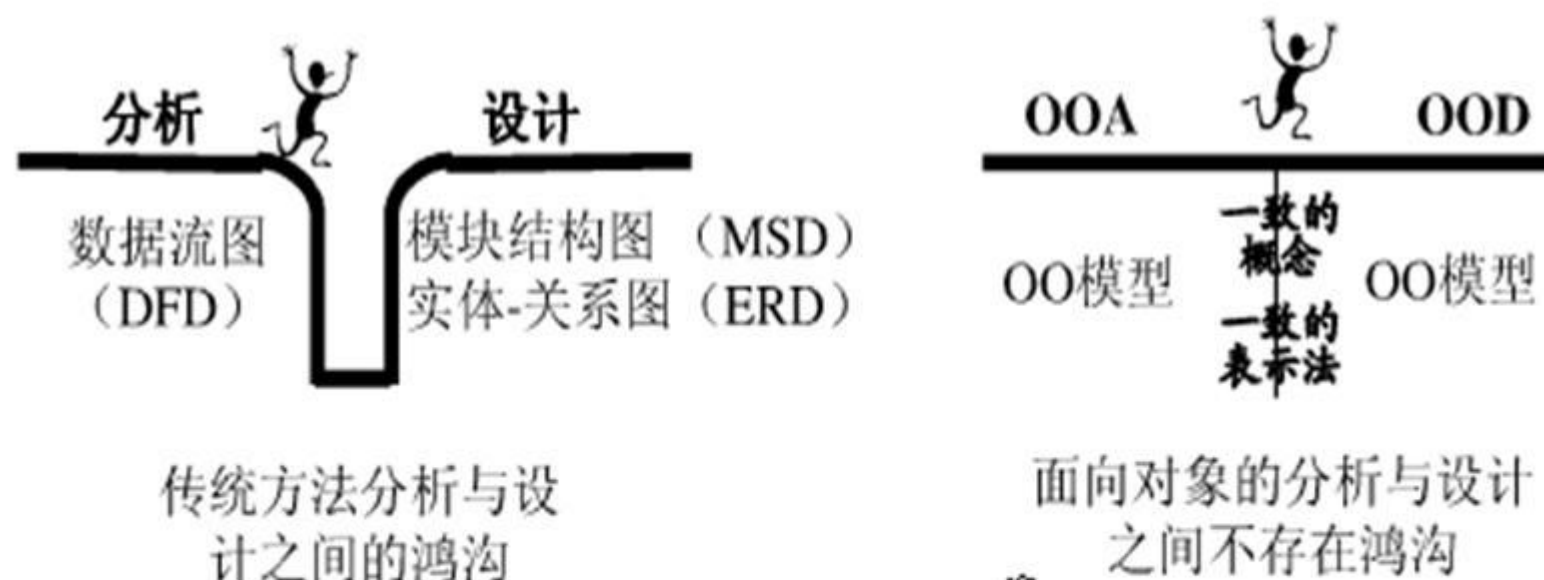 分析
设计
数据流图
（DFD）
模块结构图（MSD）
实体-关系图（ERD）
传统方法分析与设
计之间的鸿沟
OOA
OOD
OO模型
一致的
概念
一致的
表示法
OO模型
面向对象的分析与设计
之间不存在鸿沟